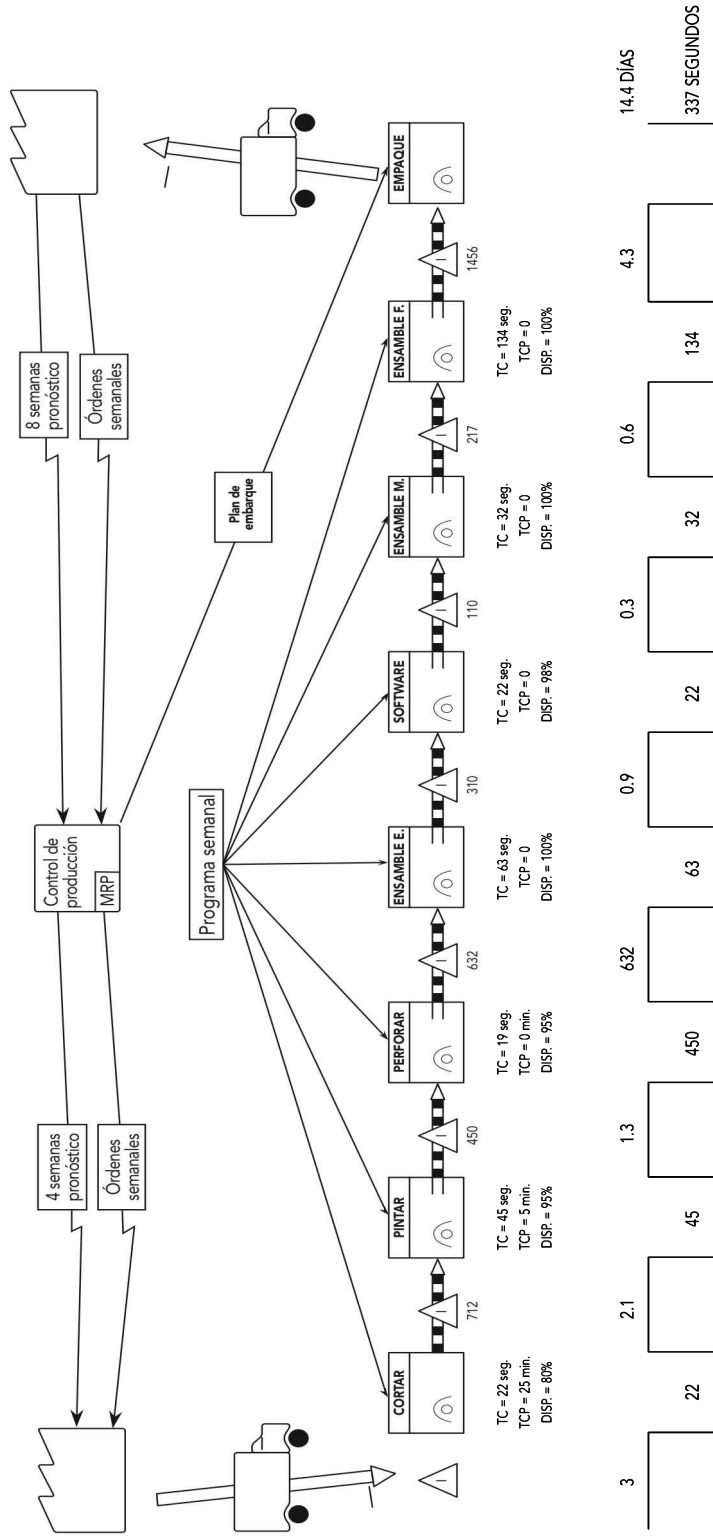 4 semanas
pronóstico
Órdenes
semanales
Control de
producción
MRP
8 semanas
pronóstico
Órdenes
semanales
Programa semanal
Plan de
embarque
I
CORTAR
I
712
PINTAR
I
450
PERFORAR
I
632
ENSAMBLE E.
I
310
SOFTWARE
I
110
ENSAMBLE M.
I
217
ENSAMBLE F.
I
1456
EMPAQUE
TC = 22 seg.
TCP = 25 min.
DISP. = 80%
TC = 45 seg.
TCP = 5 min.
DISP. = 95%
TC = 19 seg.
TCP = 0 min.
DISP. = 95%
TC = 63 seg.
TCP = 0
DISP. = 100%
TC = 22 seg.
TCP = 0
DISP. = 98%
TC = 32 seg.
TCP = 0
DISP. = 100%
TC = 134 seg.
TCP = 0
DISP. = 100%
3
22
2.1
45
1.3
450
632
63
0.9
22
0.3
32
0.6
134
4.3
14.4 DÍAS
337 SEGUNDOS